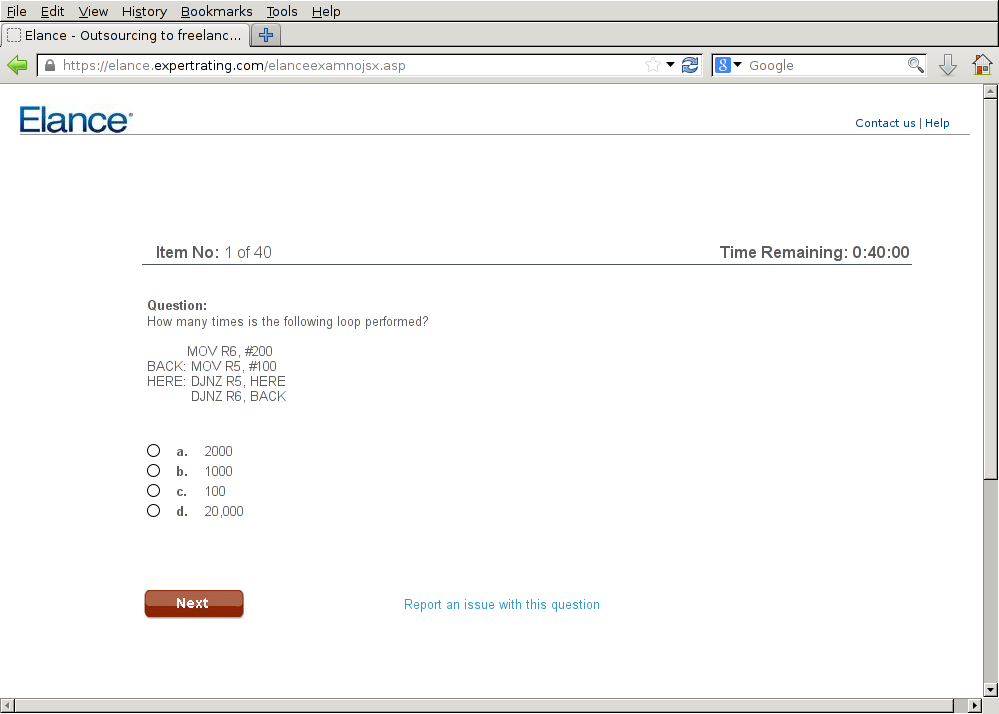 File Edit View History Bookmarks Tools Help
Elance - Outsourcing to freelanc...
https://elance.expertrating.com/elanceexamnojsx.asp
8 Google
Elance
Contact us | Help
Item No: 1 of 40 Time Remaining: 0:40:00
Question:
How many times is the following loop performed?
MOV R6, #200
BACK: MOV R5, #100
HERE: DJNZ R5, HERE
DJNZ R6, BACK
a. 2000
b. 1000
c. 100
d. 20,000
Next Report an issue with this question